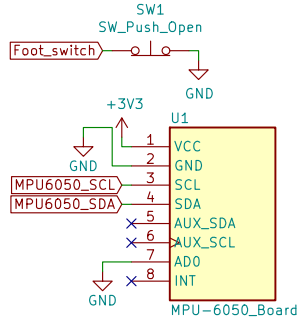 SW1
SW_Push_Open
Foot_switch
GND
+3V3
U1
GND
1 VCC
2 GND
MPU6050_SCL 3 SCL
MPU6050_SDA 4 SDA
5 AUX_SDA
6 AUX_SCL
7 AD0
8 INT
GND
MPU-6050_Board